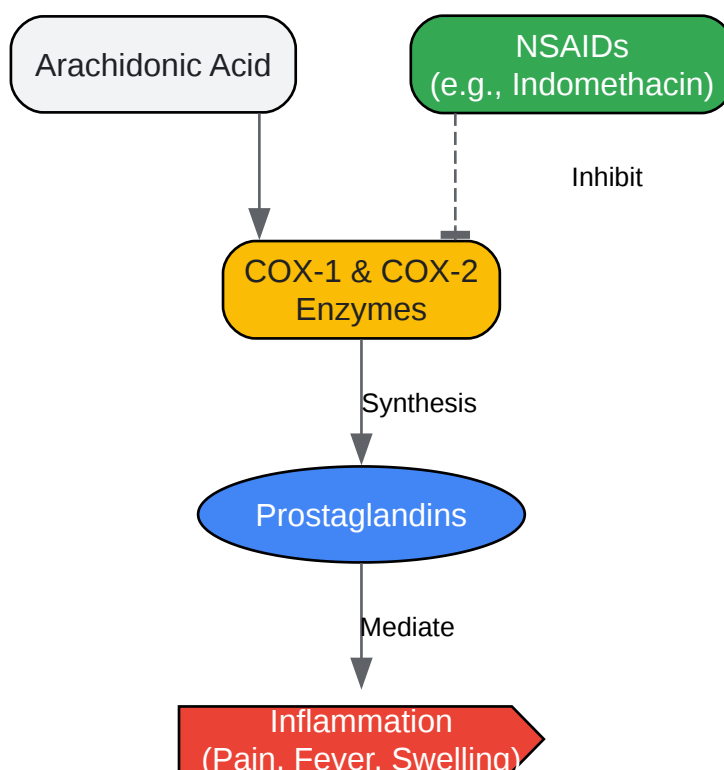 Arachidonic Acid
NSAIDs
(e.g., Indomethacin)
Inhibit
COX-1 & COX-2
Enzymes
Synthesis
Prostaglandins
Mediate
Inflammation
(Pain, Fever, Swelling)